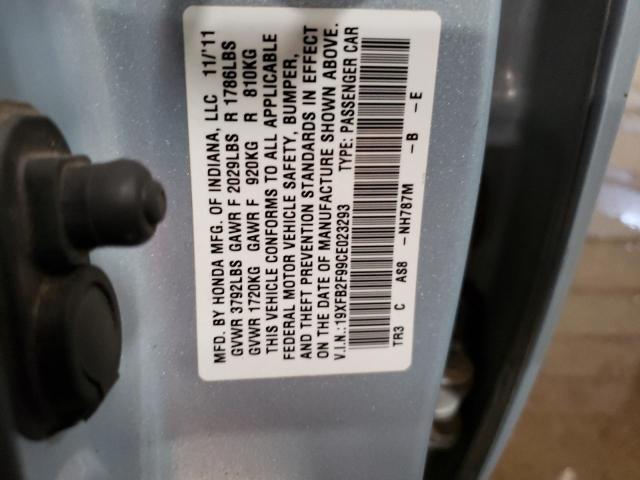 MFD. BY HONDA MFG. OF INDIANA, LLC 11/'11
GVWR 3792LBS GAWR F 2029LBS R 1786LBS
GVWR 1720KG GAWR F 920KG R 810KG
THIS VEHICLE CONFORMS TO ALL APPLICABLE
FEDERAL MOTOR VEHICLE SAFETY, BUMPER,
AND THEFT PREVENTION STANDARDS IN EFFECT
ON THE DATE OF MANUFACTURE SHOWN ABOVE.
V.I.N.: 19XFB2F99CE023293 TYPE: PASSENGER CAR
TR3 C AS8 - NH787M - B - E